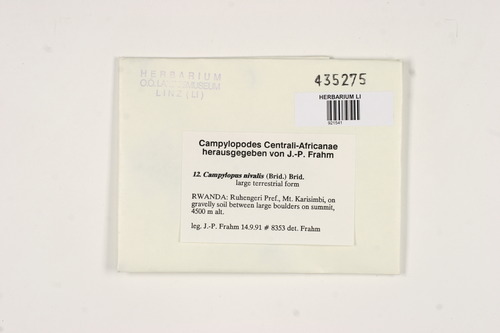 HERBARIUM
O.Ö. LANDESMUSEUM
LINZ (LI)
435275
HERBARIUM LI
821541
Campylopodes Centrali-Africanae
herausgegeben von J.-P. Frahm
12. Campylopus nivalis (Brid.) Brid.
large terrestrial form
RWANDA: Ruhengeri Pref., Mt. Karisimbi, on
gravelly soil between large boulders on summit,
4500 m alt.
leg. J.-P. Frahm 14.9.91 # 8353 det. Frahm